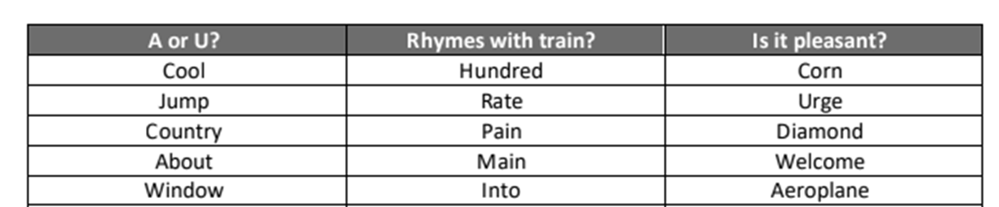 A or U? Rhymes with train? Is it pleasant?
Cool Hundred Corn
Jump Rate Urge
Country Pain Diamond
About Main Welcome
Window Into Aeroplane